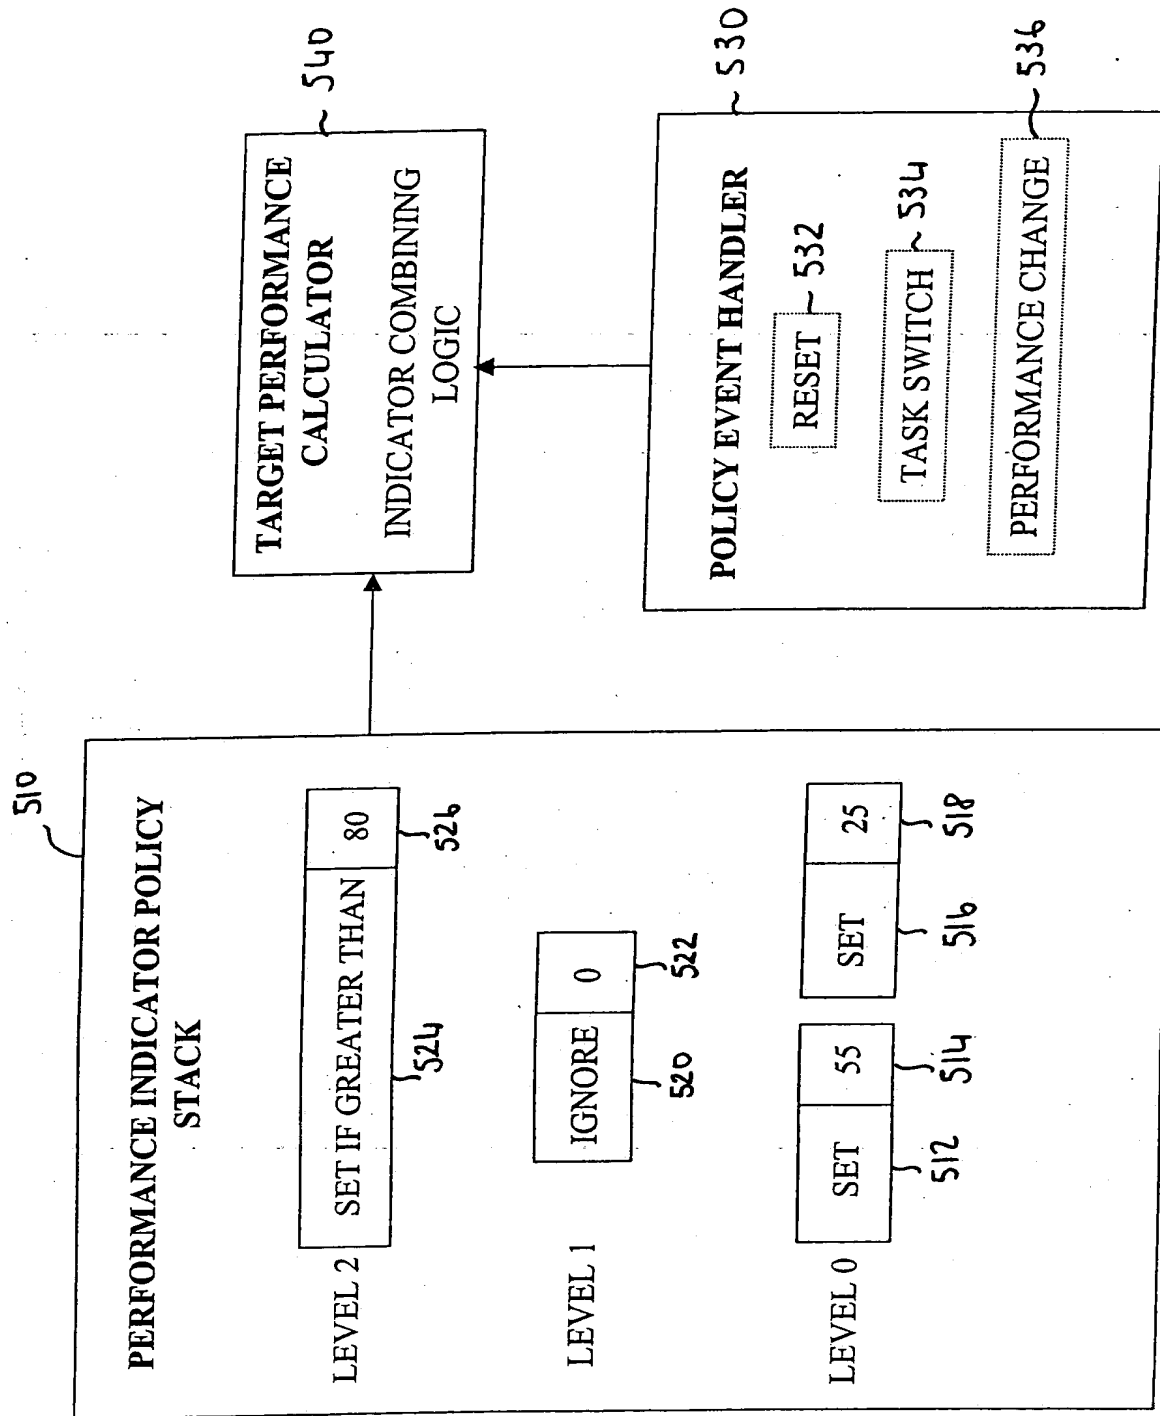 510
PERFORMANCE INDICATOR POLICY
STACK
LEVEL 2
SET IF GREATER THAN
80
524
526
LEVEL 1
IGNORE
0
520
522
LEVEL 0
SET
55
SET
25
512
514
516
518
TARGET PERFORMANCE
CALCULATOR
INDICATOR COMBINING
LOGIC
540
POLICY EVENT HANDLER
530
RESET
532
TASK SWITCH
534
PERFORMANCE CHANGE
536